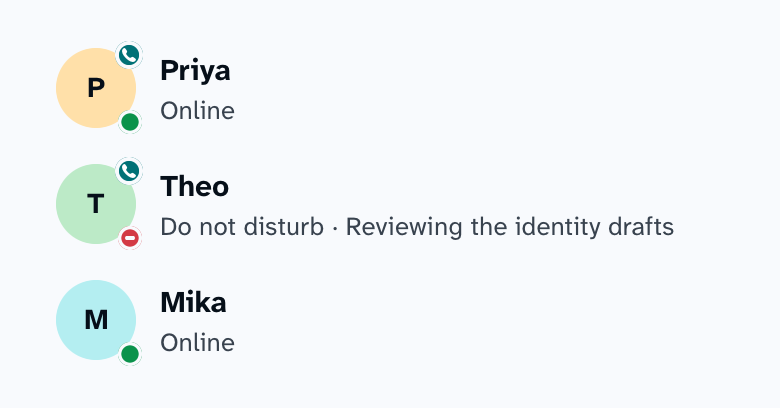 P
Priya
Online
T
Theo
Do not disturb · Reviewing the identity drafts
M
Mika
Online